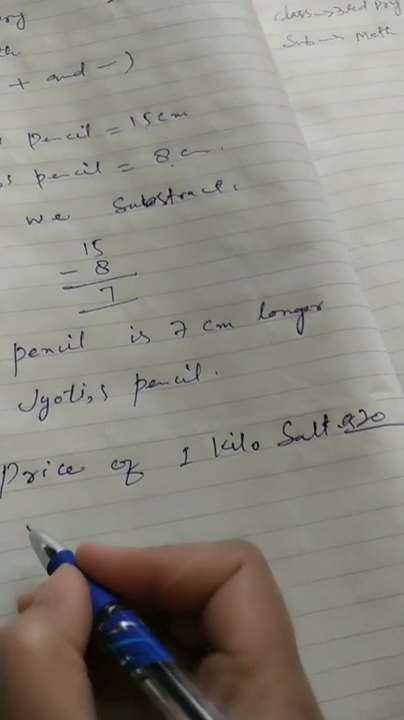 + and - )
class → 3rd Pry
Sub → Math
pencil = 15 cm
pencil = 8 cm.
we Substract.
15
- 8
7
pencil is 7 cm longer
Jyoti,s pencil.
Price of 1 kilo Salt 20